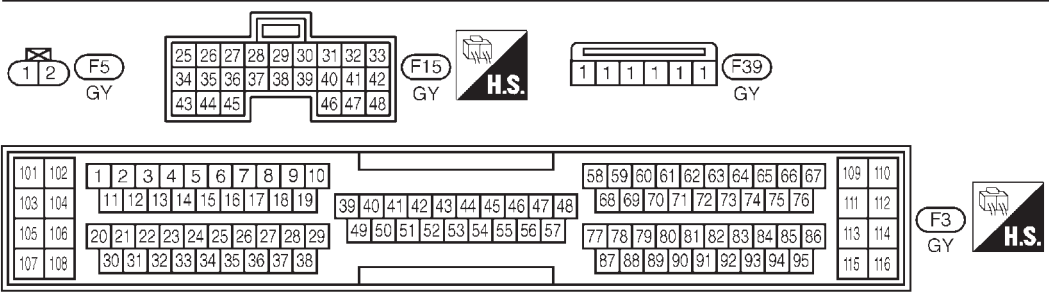 1 2
F5
GY
25 26 27 28 29 30 31 32 33
34 35 36 37 38 39 40 41 42
43 44 45 46 47 48
F15
GY
H.S.
1 1 1 1 1 1
F39
GY
101 102
103 104
105 106
107 108
1 2 3 4 5 6 7 8 9 10
11 12 13 14 15 16 17 18 19
20 21 22 23 24 25 26 27 28 29
30 31 32 33 34 35 36 37 38
39 40 41 42 43 44 45 46 47 48
49 50 51 52 53 54 55 56 57
58 59 60 61 62 63 64 65 66 67
68 69 70 71 72 73 74 75 76
77 78 79 80 81 82 83 84 85 86
87 88 89 90 91 92 93 94 95
109 110
111 112
113 114
115 116
F3
GY
H.S.